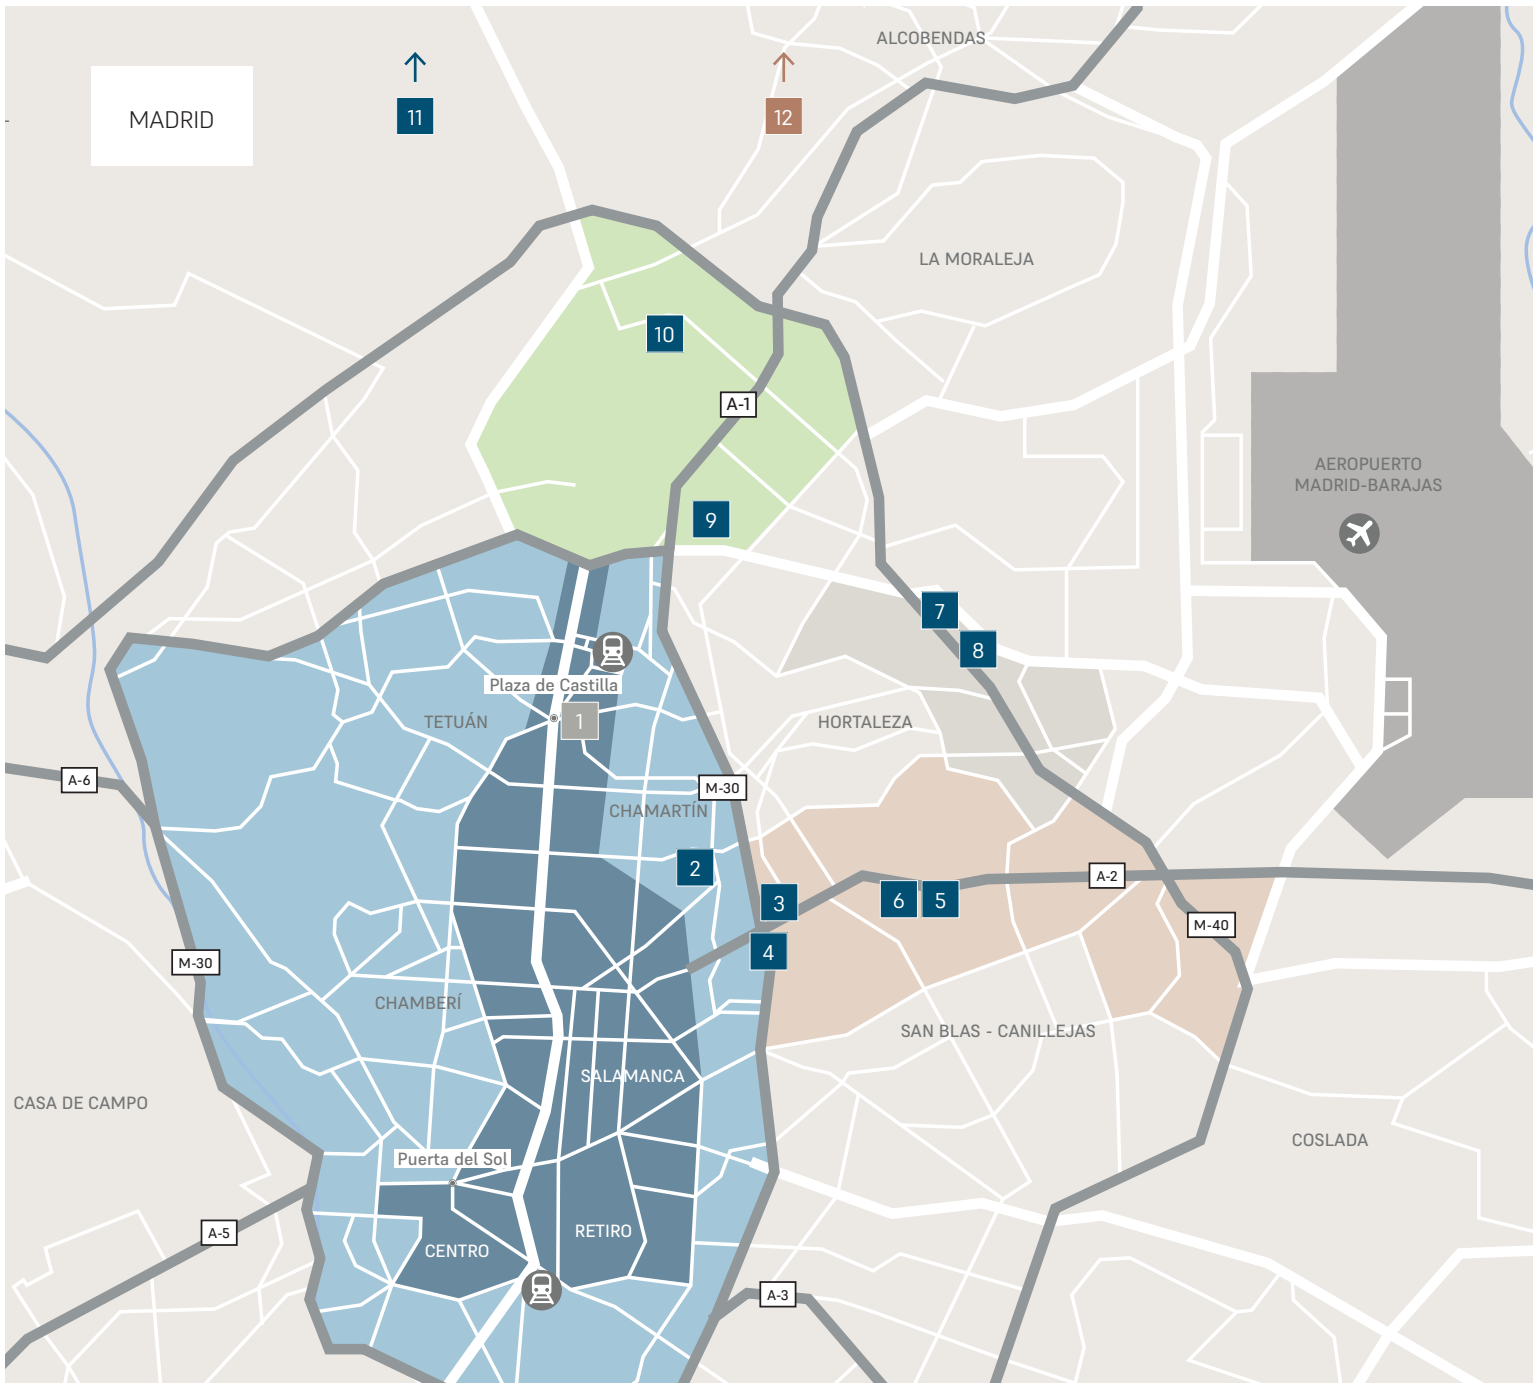 ALCOBENDAS
11
12
MADRID
LA MORALEJA
10
A-1
AEROPUERTO
MADRID-BARAJAS
9
7
8
Plaza de Castilla
1
TETUÁN
HORTALEZA
A-6
M-30
CHAMARTÍN
2
A-2
3
6
5
M-40
4
M-30
CHAMBERÍ
SAN BLAS - CANILLEJAS
SALAMANCA
CASA DE CAMPO
COSLADA
Puerta del Sol
A-5
RETIRO
CENTRO
A-3